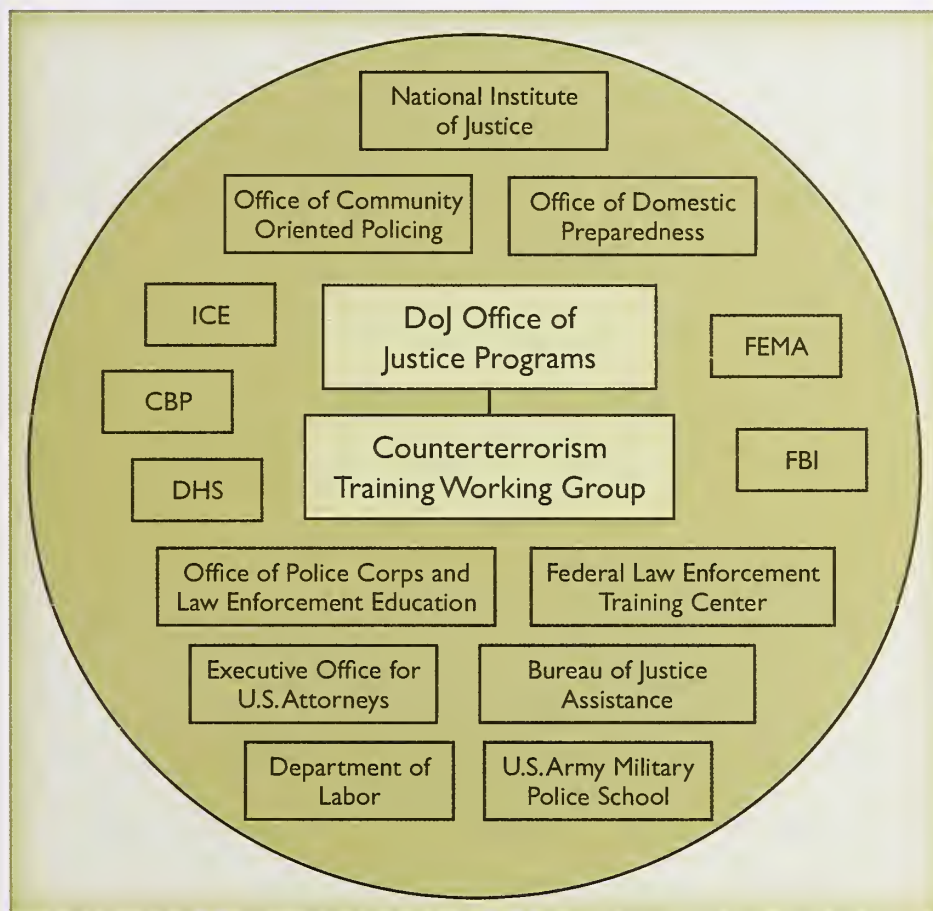 National Institute
of Justice
Office of Community
Oriented Policing
Office of Domestic
Preparedness
ICE
DoJ Office of
Justice Programs
FEMA
CBP
Counterterrorism
Training Working Group
FBI
DHS
Office of Police Corps and
Law Enforcement Education
Federal Law Enforcement
Training Center
Executive Office for
U.S. Attorneys
Bureau of Justice
Assistance
Department of
Labor
U.S. Army Military
Police School